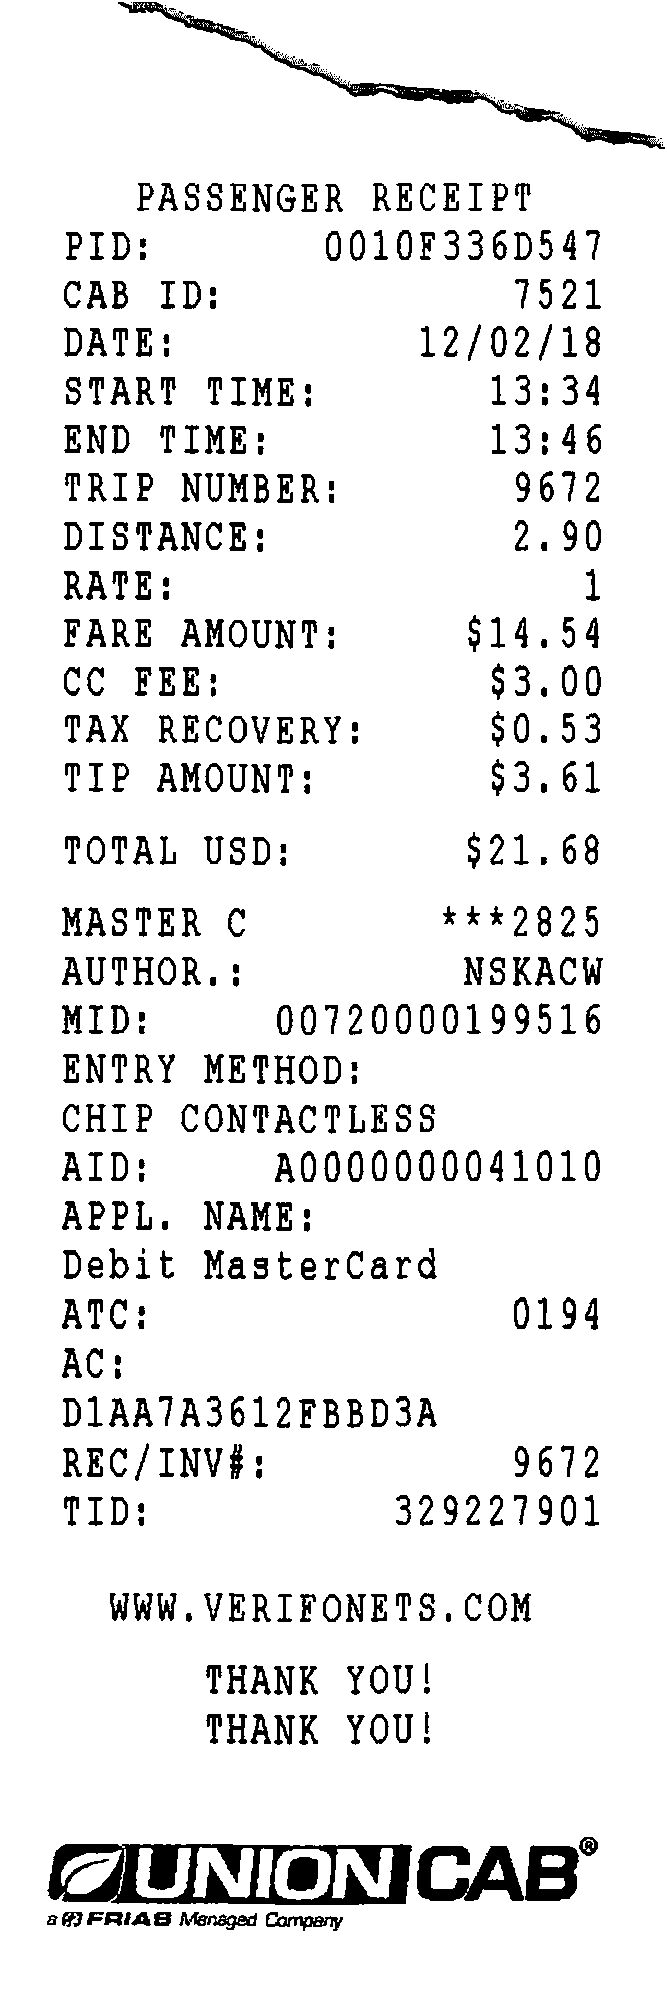 PASSENGER RECEIPT
PID: 0010F336D547
CAB ID: 7521
DATE: 12/02/18
START TIME: 13:34
END TIME: 13:46
TRIP NUMBER: 9672
DISTANCE: 2.90
RATE: 1
FARE AMOUNT: $14.54
CC FEE: $3.00
TAX RECOVERY: $0.53
TIP AMOUNT: $3.61
TOTAL USD: $21.68
MASTER C ***2825
AUTHOR.: NSKACW
MID: 00720000199516
ENTRY METHOD:
CHIP CONTACTLESS
AID: A0000000041010
APPL. NAME:
Debit MasterCard
ATC: 0194
AC:
D1AA7A3612FBBD3A
REC/INV#: 9672
TID: 329227901
WWW.VERIFONETS.COM
THANK YOU!
THANK YOU!
UNION CAB®
a FRIAS Managed Company